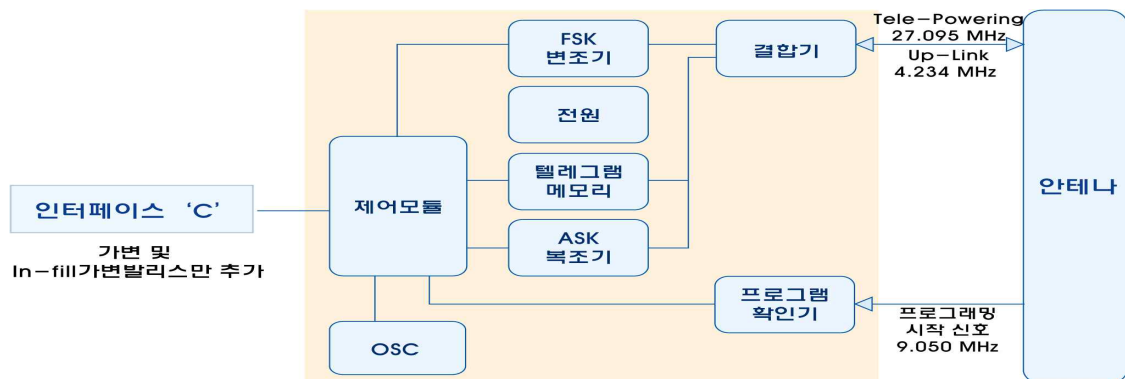 FSK
변조기
결합기
Tele-Powering
27.095 MHz
Up-Link
4.234 MHz
전원
텔레그램
메모리
안테나
인터페이스 ‘C’
제어모듈
가변 및
In-fill가변발리스만 추가
ASK
복조기
프로그램
확인기
프로그래밍
시작 신호
9.050 MHz
OSC